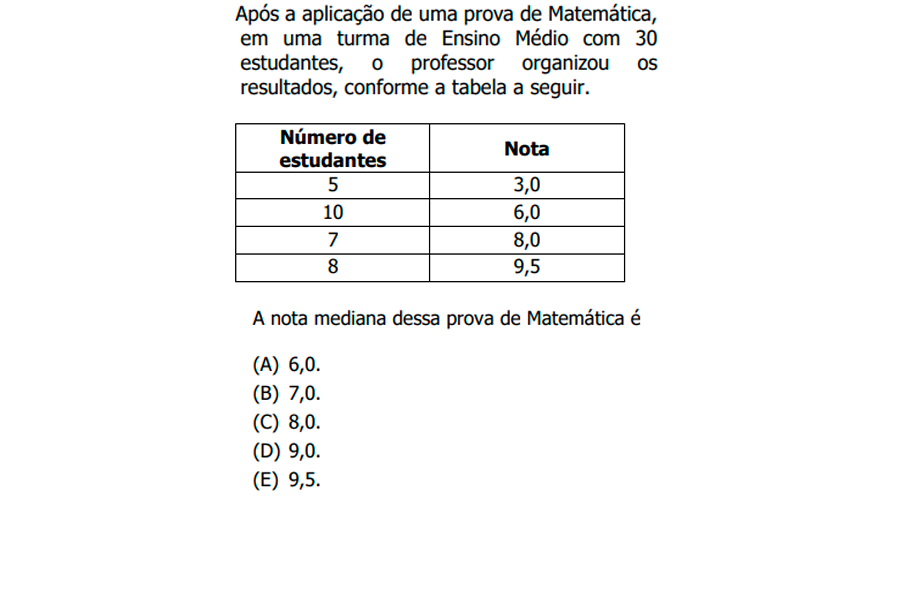 Após a aplicação de uma prova de Matemática,
em uma turma de Ensino Médio com 30
estudantes, o professor organizou os
resultados, conforme a tabela a seguir.
Número de estudantes Nota
5 3,0
10 6,0
7 8,0
8 9,5
A nota mediana dessa prova de Matemática é
(A) 6,0.
(B) 7,0.
(C) 8,0.
(D) 9,0.
(E) 9,5.